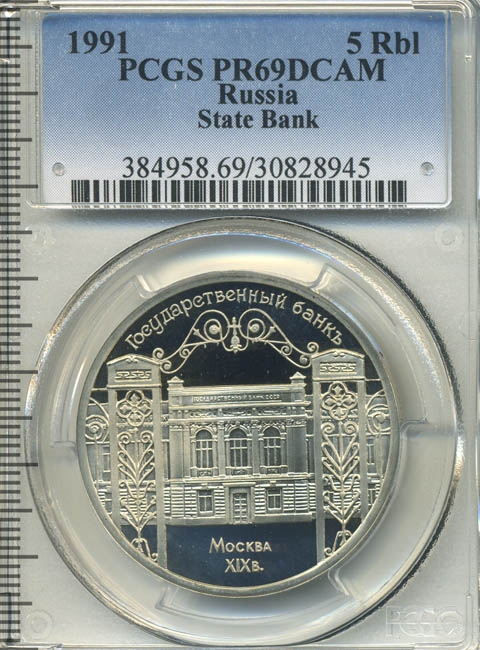 1991 5 Rbl
PCGS PR69DCAM
Russia
State Bank
384958.69/30828945
Государственный банкъ
ГОСУДАРСТВЕННЫЙ БАНК СССР
МОСКВА
XIXв.
PCGS